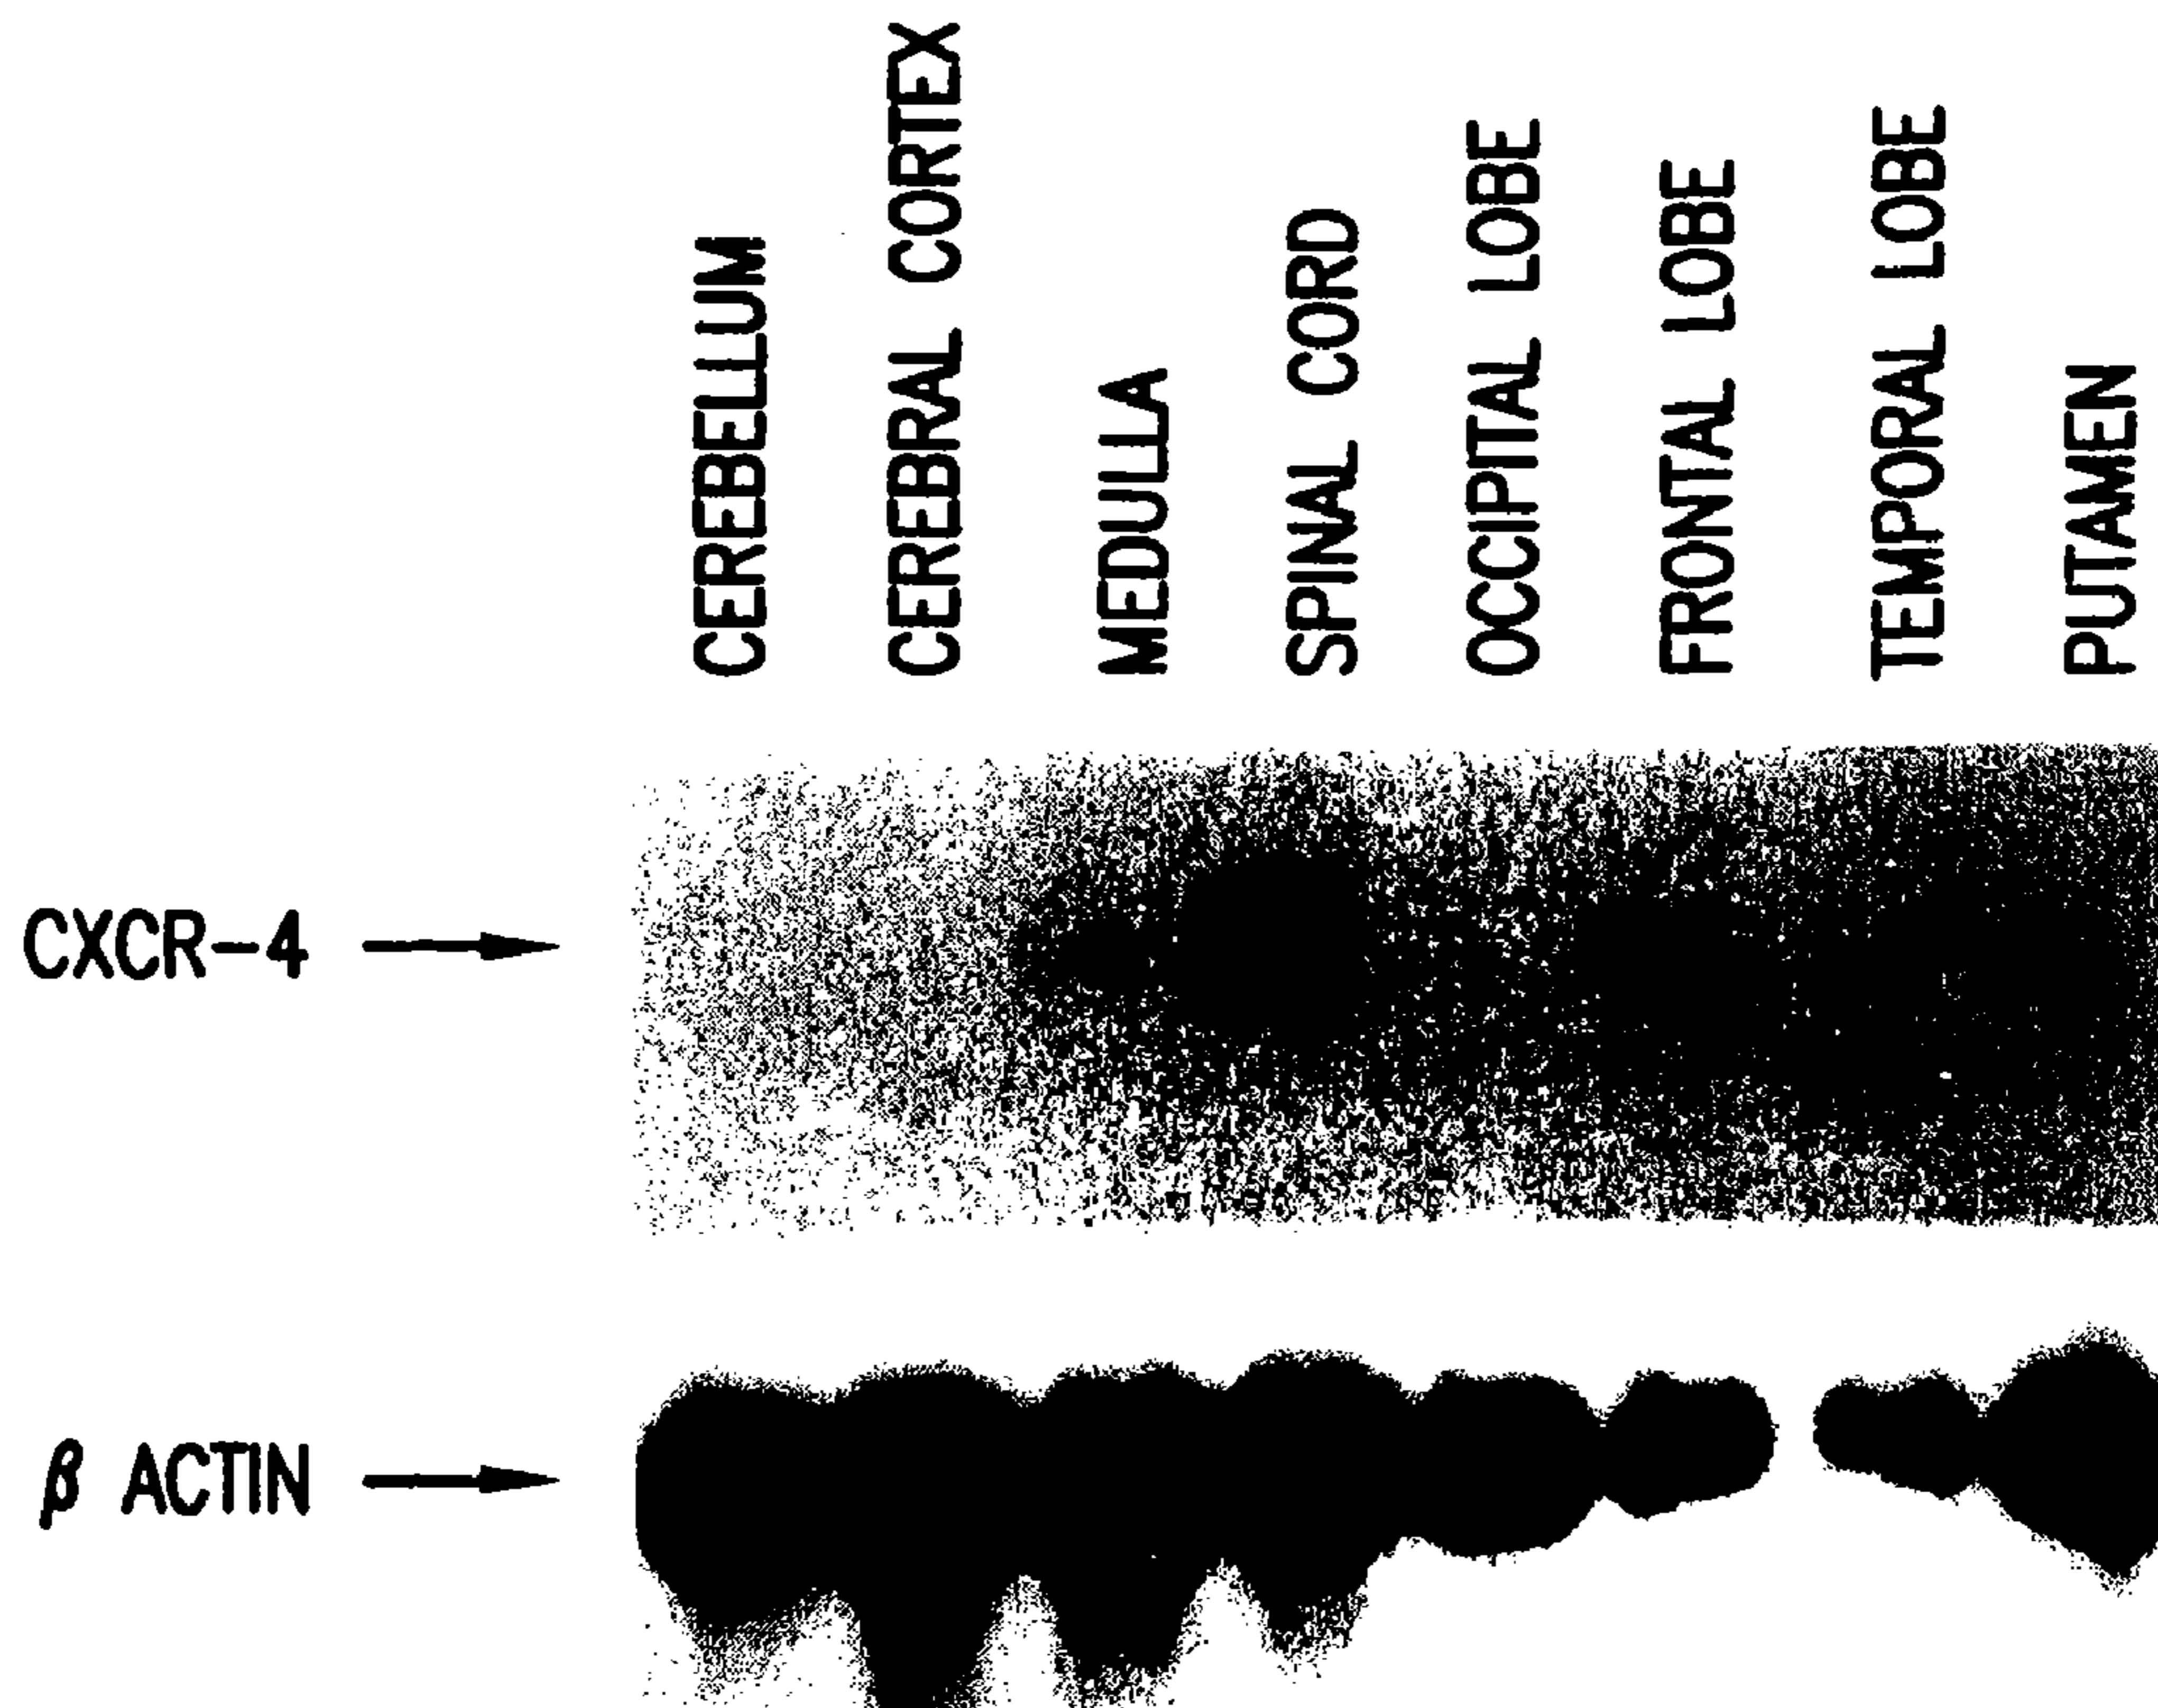 CEREBELLUM
CEREBRAL CORTEX
MEDULLA
SPINAL CORD
OCCIPITAL LOBE
FRONTAL LOBE
TEMPORAL LOBE
PUTAMEN
CXCR-4
β ACTIN